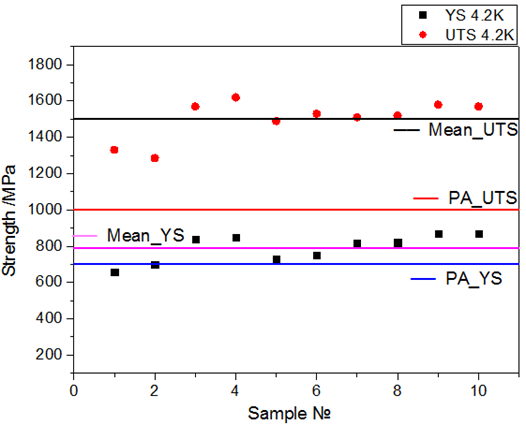 YS 4.2K
UTS 4.2K
1800
1600
1400
1200
1000
800
600
400
200
Strength /MPa
Mean_UTS
PA_UTS
Mean_YS
PA_YS
0 2 4 6 8 10
Sample №